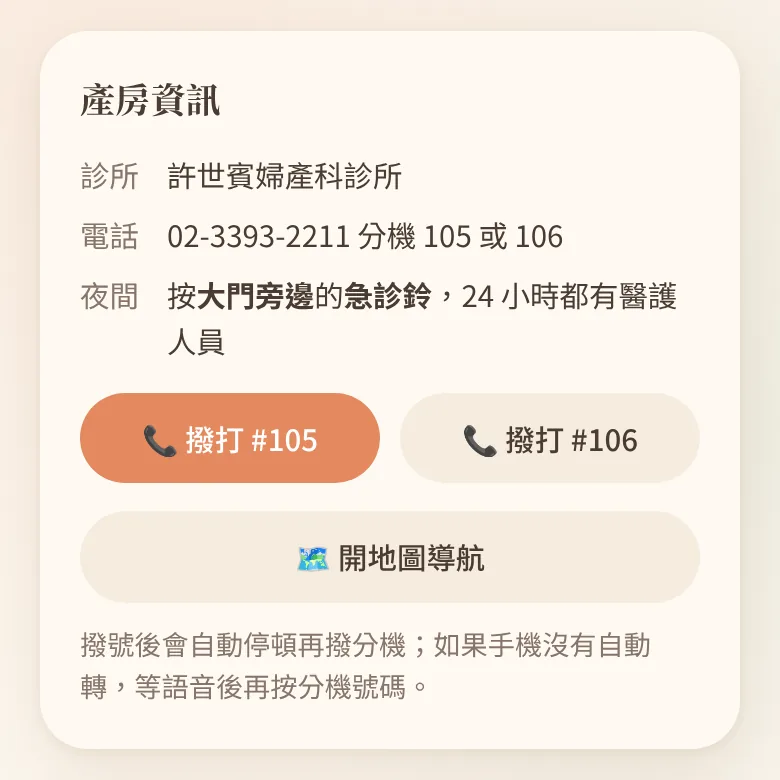 產房資訊
診所 許世賓婦產科診所
電話 02-3393-2211 分機 105 或 106
夜間 按大門旁邊的急診鈴，24 小時都有醫護
人員
📞 撥打 #105
📞 撥打 #106
🗺️ 開地圖導航
撥號後會自動停頓再撥分機；如果手機沒有自動
轉，等語音後再按分機號碼。